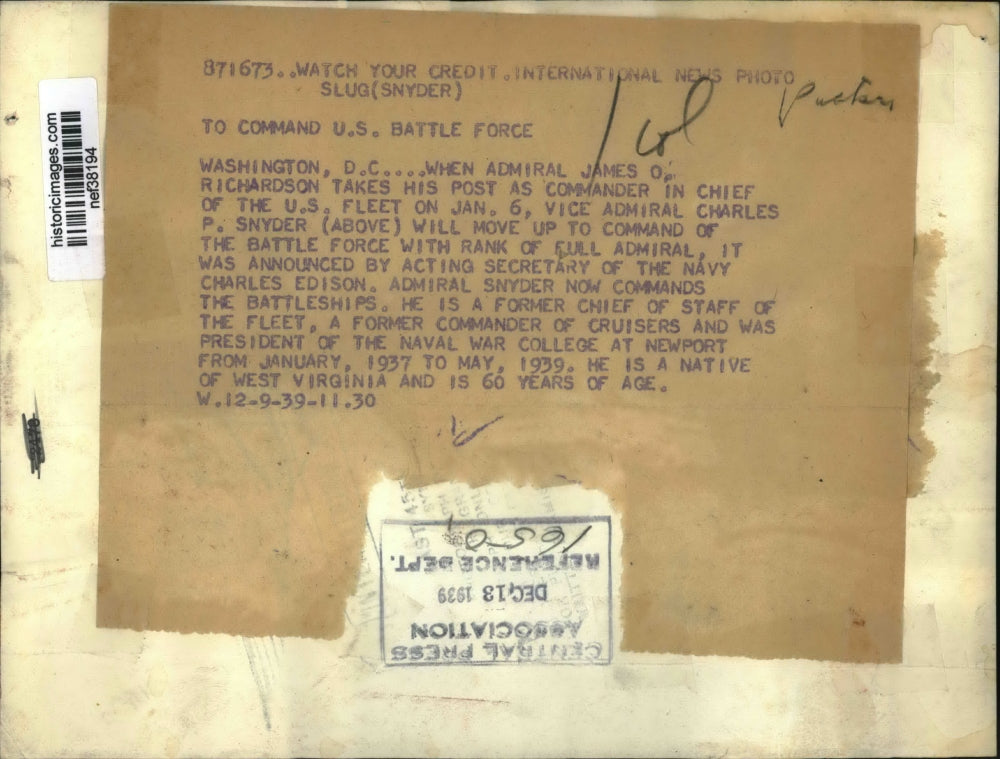 871673..WATCH YOUR CREDIT.INTERNATIONAL NEWS PHOTO
SLUG(SNYDER)
1 col
TO COMMAND U.S. BATTLE FORCE
WASHINGTON, D.C....WHEN ADMIRAL JAMES O.
RICHARDSON TAKES HIS POST AS COMMANDER IN CHIEF
OF THE U.S. FLEET ON JAN. 6, VICE ADMIRAL CHARLES
P. SNYDER (ABOVE) WILL MOVE UP TO COMMAND OF
THE BATTLE FORCE WITH RANK OF FULL ADMIRAL, IT
WAS ANNOUNCED BY ACTING SECRETARY OF THE NAVY
CHARLES EDISON. ADMIRAL SNYDER NOW COMMANDS
THE BATTLESHIPS. HE IS A FORMER CHIEF OF STAFF OF
THE FLEET, A FORMER COMMANDER OF CRUISERS AND WAS
PRESIDENT OF THE NAVAL WAR COLLEGE AT NEWPORT
FROM JANUARY, 1937 TO MAY, 1939. HE IS A NATIVE
OF WEST VIRGINIA AND IS 60 YEARS OF AGE.
W.12-9-39-11.30
historicimages.com
nef38194
CENTRAL PRESS
ASSOCIATION
DEC 13 1939
REFERENCE DEPT.